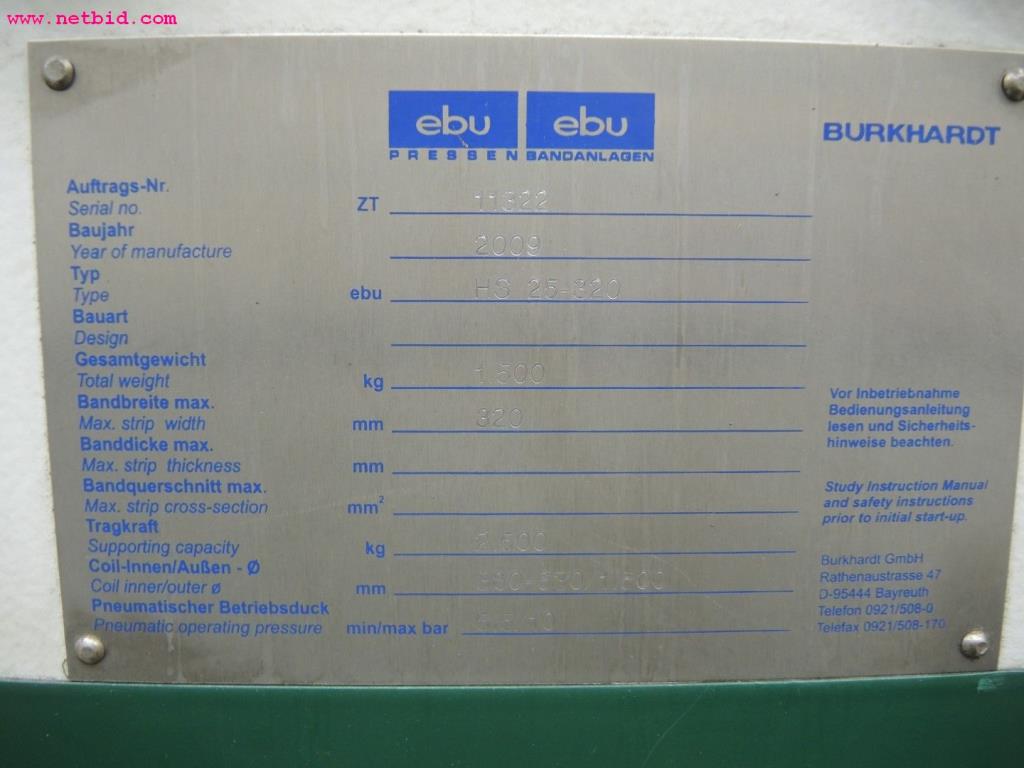 www.netbid.com
ebu ebu
PRESSEN BANDANLAGEN
BURKHARDT
Auftrags-Nr.
Serial no. ZT 11322
Baujahr
Year of manufacture 2009
Typ
Type ebu HS 25-320
Bauart
Design
Gesamtgewicht
Total weight kg 1.500
Bandbreite max.
Max. strip width mm 320
Banddicke max.
Max. strip thickness mm
Bandquerschnitt max.
Max. strip cross-section mm²
Tragkraft
Supporting capacity kg 2.500
Coil-Innen/Außen - Ø
Coil inner/outer ø mm
Pneumatischer Betriebsduck
Pneumatic operating pressure min/max bar
Vor Inbetriebnahme
Bedienungsanleitung
lesen und Sicherheits-
hinweise beachten.
Study Instruction Manual
and safety instructions
prior to initial start-up.
Burkhardt GmbH
Rathenaustrasse 47
D-95444 Bayreuth
Telefon 0921/508-0
Telefax 0921/508-170